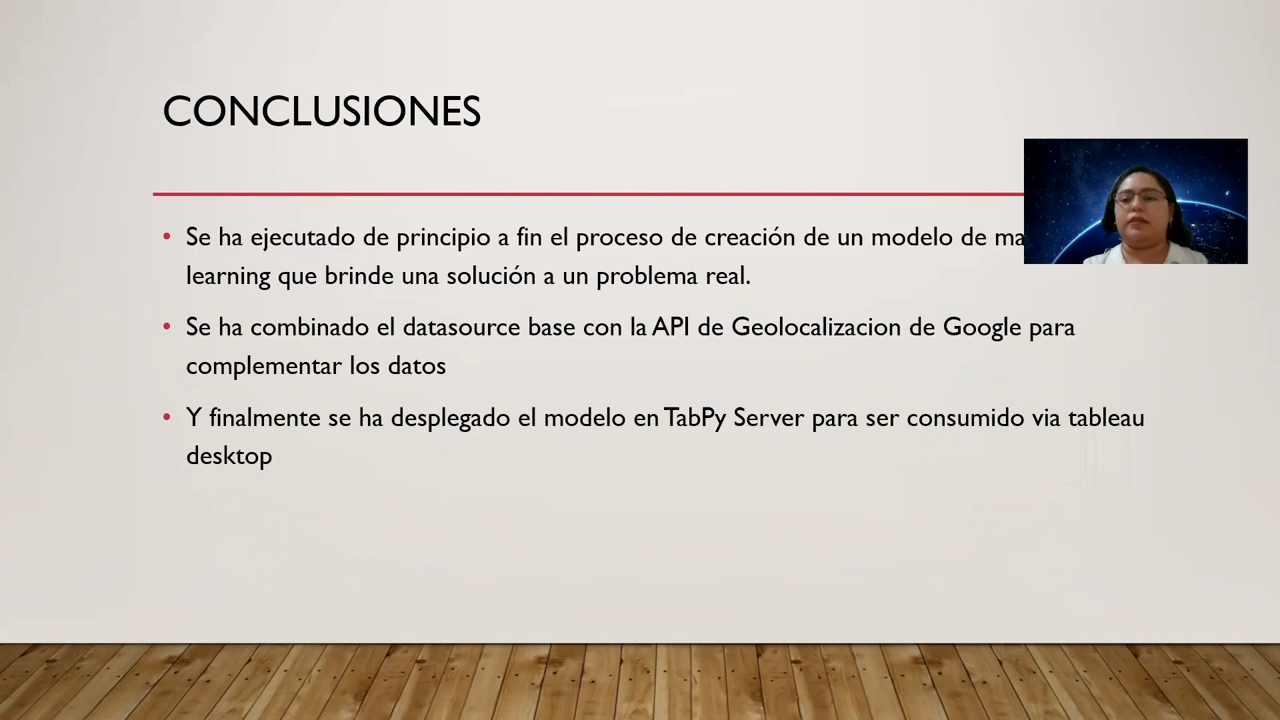 CONCLUSIONES
• Se ha ejecutado de principio a fin el proceso de creación de un modelo de
learning que brinde una solución a un problema real.
• Se ha combinado el datasource base con la API de Geolocalizacion de Google para
complementar los datos
• Y finalmente se ha desplegado el modelo en TabPy Server para ser consumido via tableau
desktop